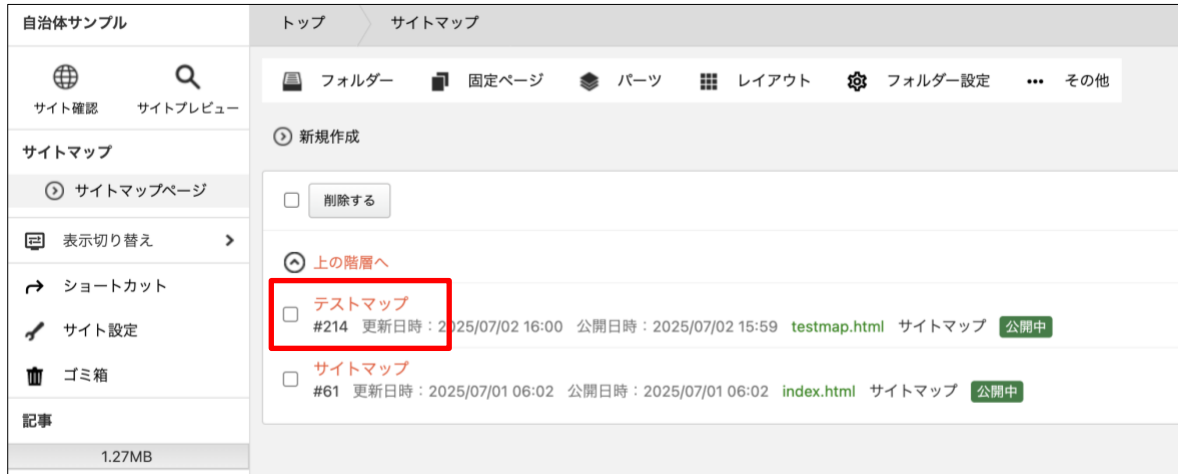 自治体サンプル
トップ サイトマップ
サイト確認 サイトプレビュー
フォルダー 固定ページ パーツ レイアウト フォルダー設定 ••• その他
サイトマップ
サイトマップページ
表示切り替え
ショートカット
サイト設定
ゴミ箱
記事
1.27MB
新規作成
削除する
上の階層へ
テストマップ
#214 更新日時:2025/07/02 16:00 公開日時:2025/07/02 15:59 testmap.html サイトマップ 公開中
サイトマップ
#61 更新日時:2025/07/01 06:02 公開日時:2025/07/01 06:02 index.html サイトマップ 公開中